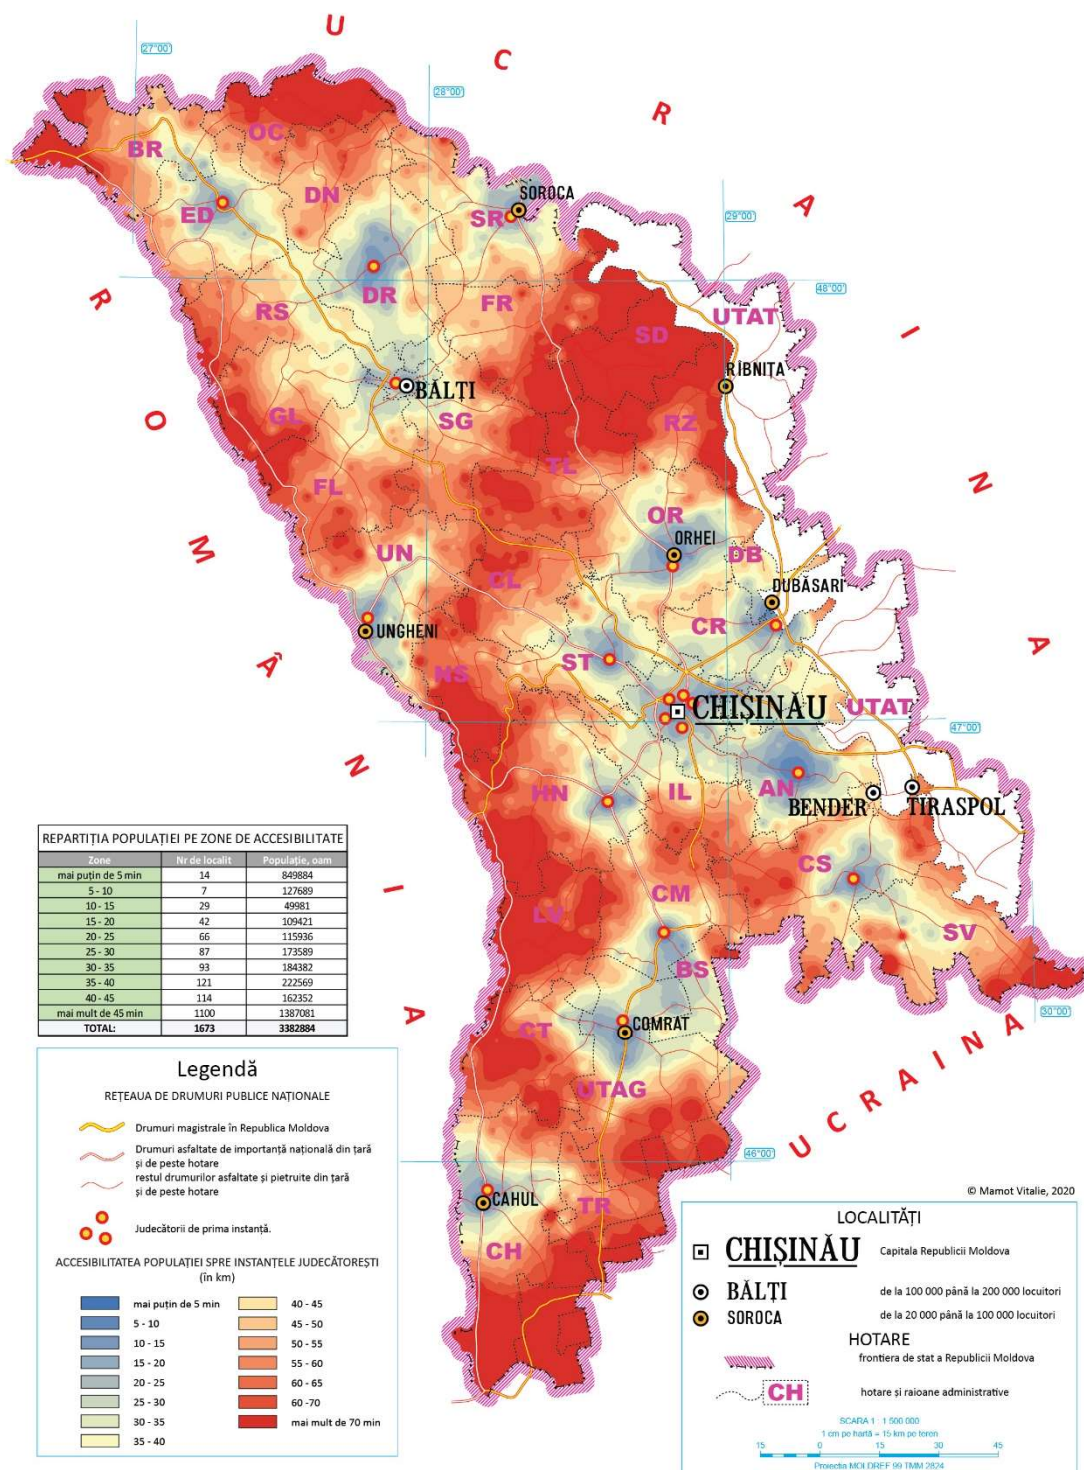 UCRAINA
ROMÂNIA
UCRAINA
27°00'
28°00'
29°00'
48°00'
47°00'
30°00'
46°00'
BR
OC
DN
ED
SR
SOROCA
DR
RS
FR
SD
UTAT
RÎBNIȚA
BĂLȚI
GL
SG
RZ
TL
FL
OR
ORHEI
UN
DB
CL
DUBĂSARI
CR
UNGHENI
ST
NS
CHIȘINĂU
UTAT
HN
IL
AN
BENDER
TIRASPOL
CS
CM
LV
SV
BS
CT
COMRAT
UTAG
CAHUL
TR
CH
REPARTIȚIA POPULAȚIEI PE ZONE DE ACCESIBILITATE
Zone Nr de localit Populație, oam
mai puțin de 5 min 14 849884
5 - 10 7 127689
10 - 15 29 49981
15 - 20 42 109421
20 - 25 66 115936
25 - 30 87 173589
30 - 35 93 184382
35 - 40 121 222569
40 - 45 114 162352
mai mult de 45 min 1100 1387081
TOTAL: 1673 3382884
Legendă
REȚEAUA DE DRUMURI PUBLICE NAȚIONALE
Drumuri magistrale în Republica Moldova
Drumuri asfaltate de importanță națională din țară
și de peste hotare
restul drumurilor asfaltate și pietruite din țară
și de peste hotare
Judecătorii de prima instanță.
ACCESIBILITATEA POPULAȚIEI SPRE INSTANȚELE JUDECĂTOREȘTI
(în km)
mai puțin de 5 min
5 - 10
10 - 15
15 - 20
20 - 25
25 - 30
30 - 35
35 - 40
40 - 45
45 - 50
50 - 55
55 - 60
60 - 65
60 -70
mai mult de 70 min
© Mamot Vitalie, 2020
LOCALITĂȚI
CHIȘINĂU Capitala Republicii Moldova
BĂLȚI de la 100 000 până la 200 000 locuitori
SOROCA de la 20 000 până la 100 000 locuitori
HOTARE
frontiera de stat a Republicii Moldova
CH hotare și raioane administrative
SCARA 1 : 1 500 000
1 cm pe hartă = 15 km pe teren
15 0 15 30 45
Proiecția MOLDREF 99 TMM 2824